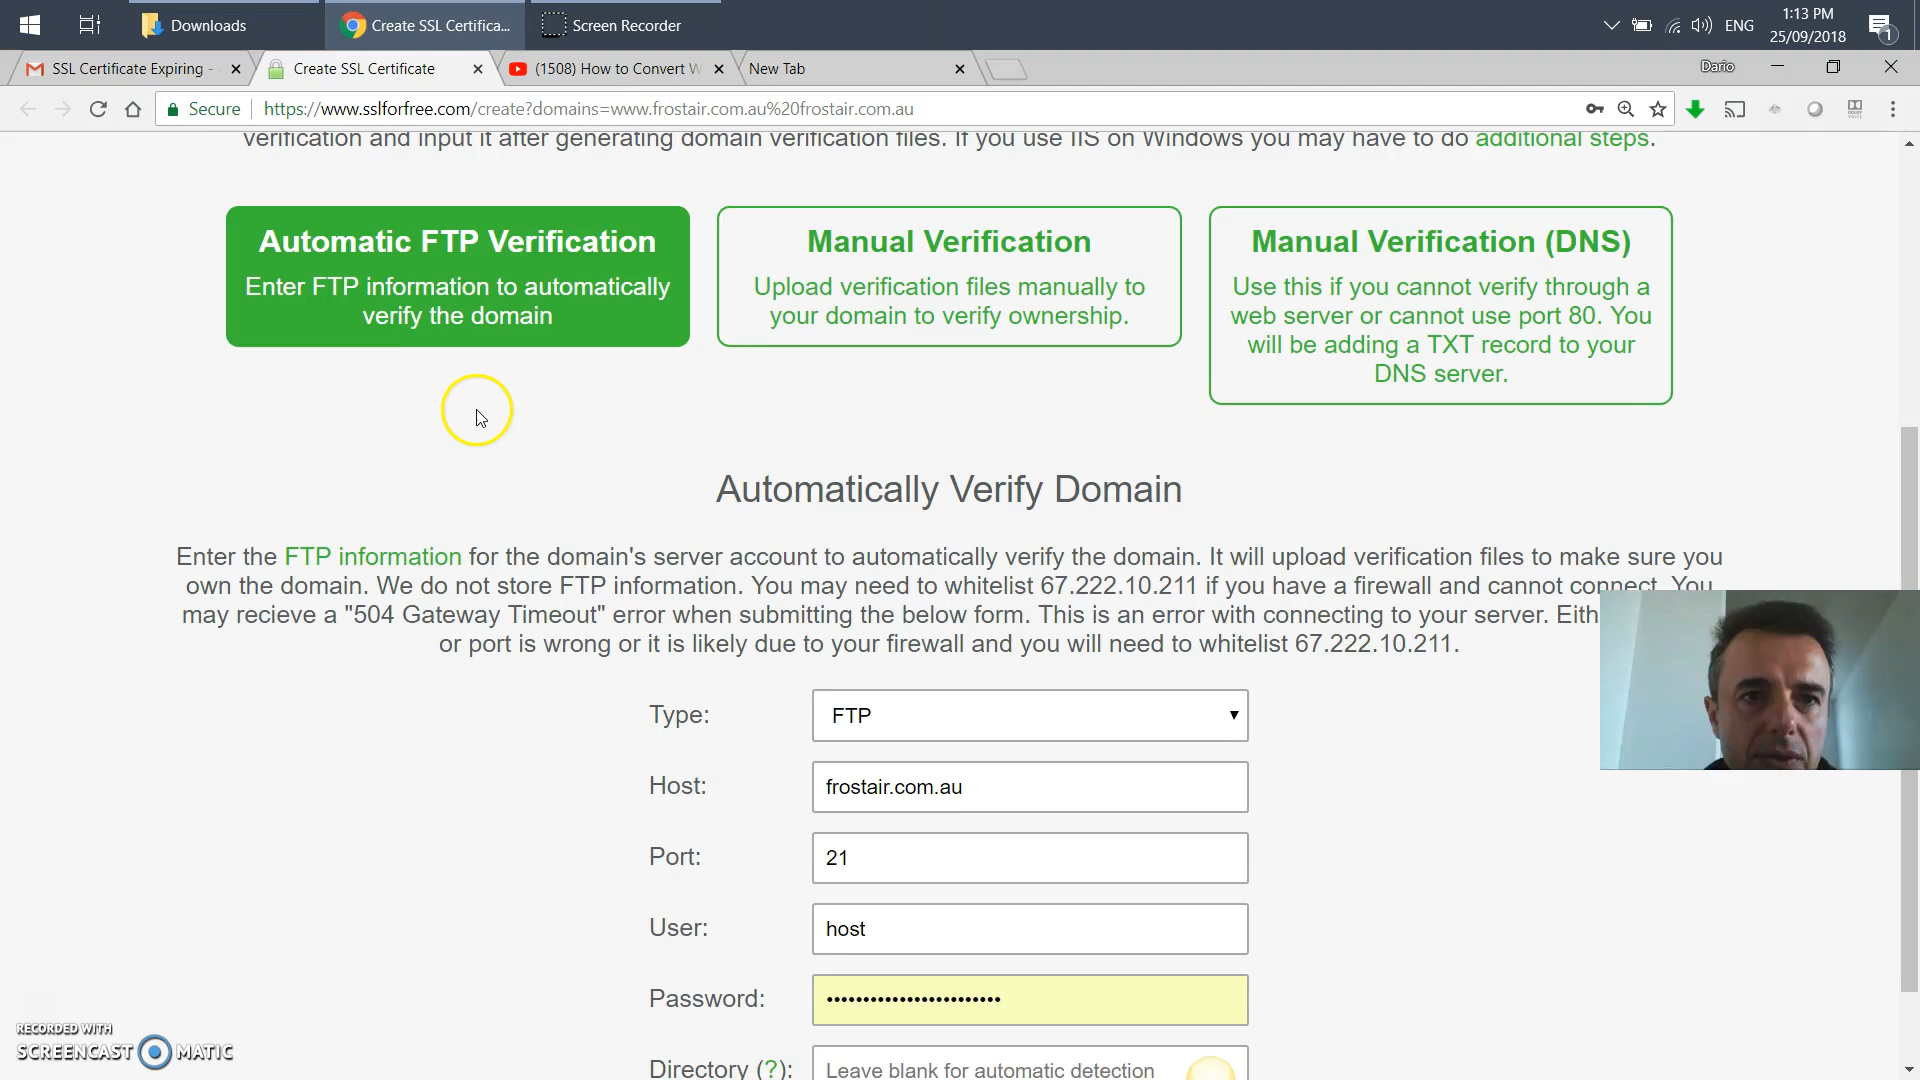 Downloads
Create SSL Certifica...
Screen Recorder
ENG
1:13 PM
25/09/2018
1
SSL Certificate Expiring -
Create SSL Certificate
(1508) How to Convert W
New Tab
Dario
Secure
https://www.sslforfree.com/create?domains=www.frostair.com.au%20frostair.com.au
verification and input it after generating domain verification files. If you use IIS on Windows you may have to do additional steps.
Automatic FTP Verification
Enter FTP information to automatically
verify the domain
Manual Verification
Upload verification files manually to
your domain to verify ownership.
Manual Verification (DNS)
Use this if you cannot verify through a
web server or cannot use port 80. You
will be adding a TXT record to your
DNS server.
Automatically Verify Domain
Enter the FTP information for the domain's server account to automatically verify the domain. It will upload verification files to make sure you
own the domain. We do not store FTP information. You may need to whitelist 67.222.10.211 if you have a firewall and cannot connect. You
may recieve a "504 Gateway Timeout" error when submitting the below form. This is an error with connecting to your server. Eith
or port is wrong or it is likely due to your firewall and you will need to whitelist 67.222.10.211.
Type:
FTP
Host:
frostair.com.au
Port:
21
User:
host
Password:
••••••••••••••••••••••••
Directory (?):
Leave blank for automatic detection
RECORDED WITH
SCREENCAST MATIC